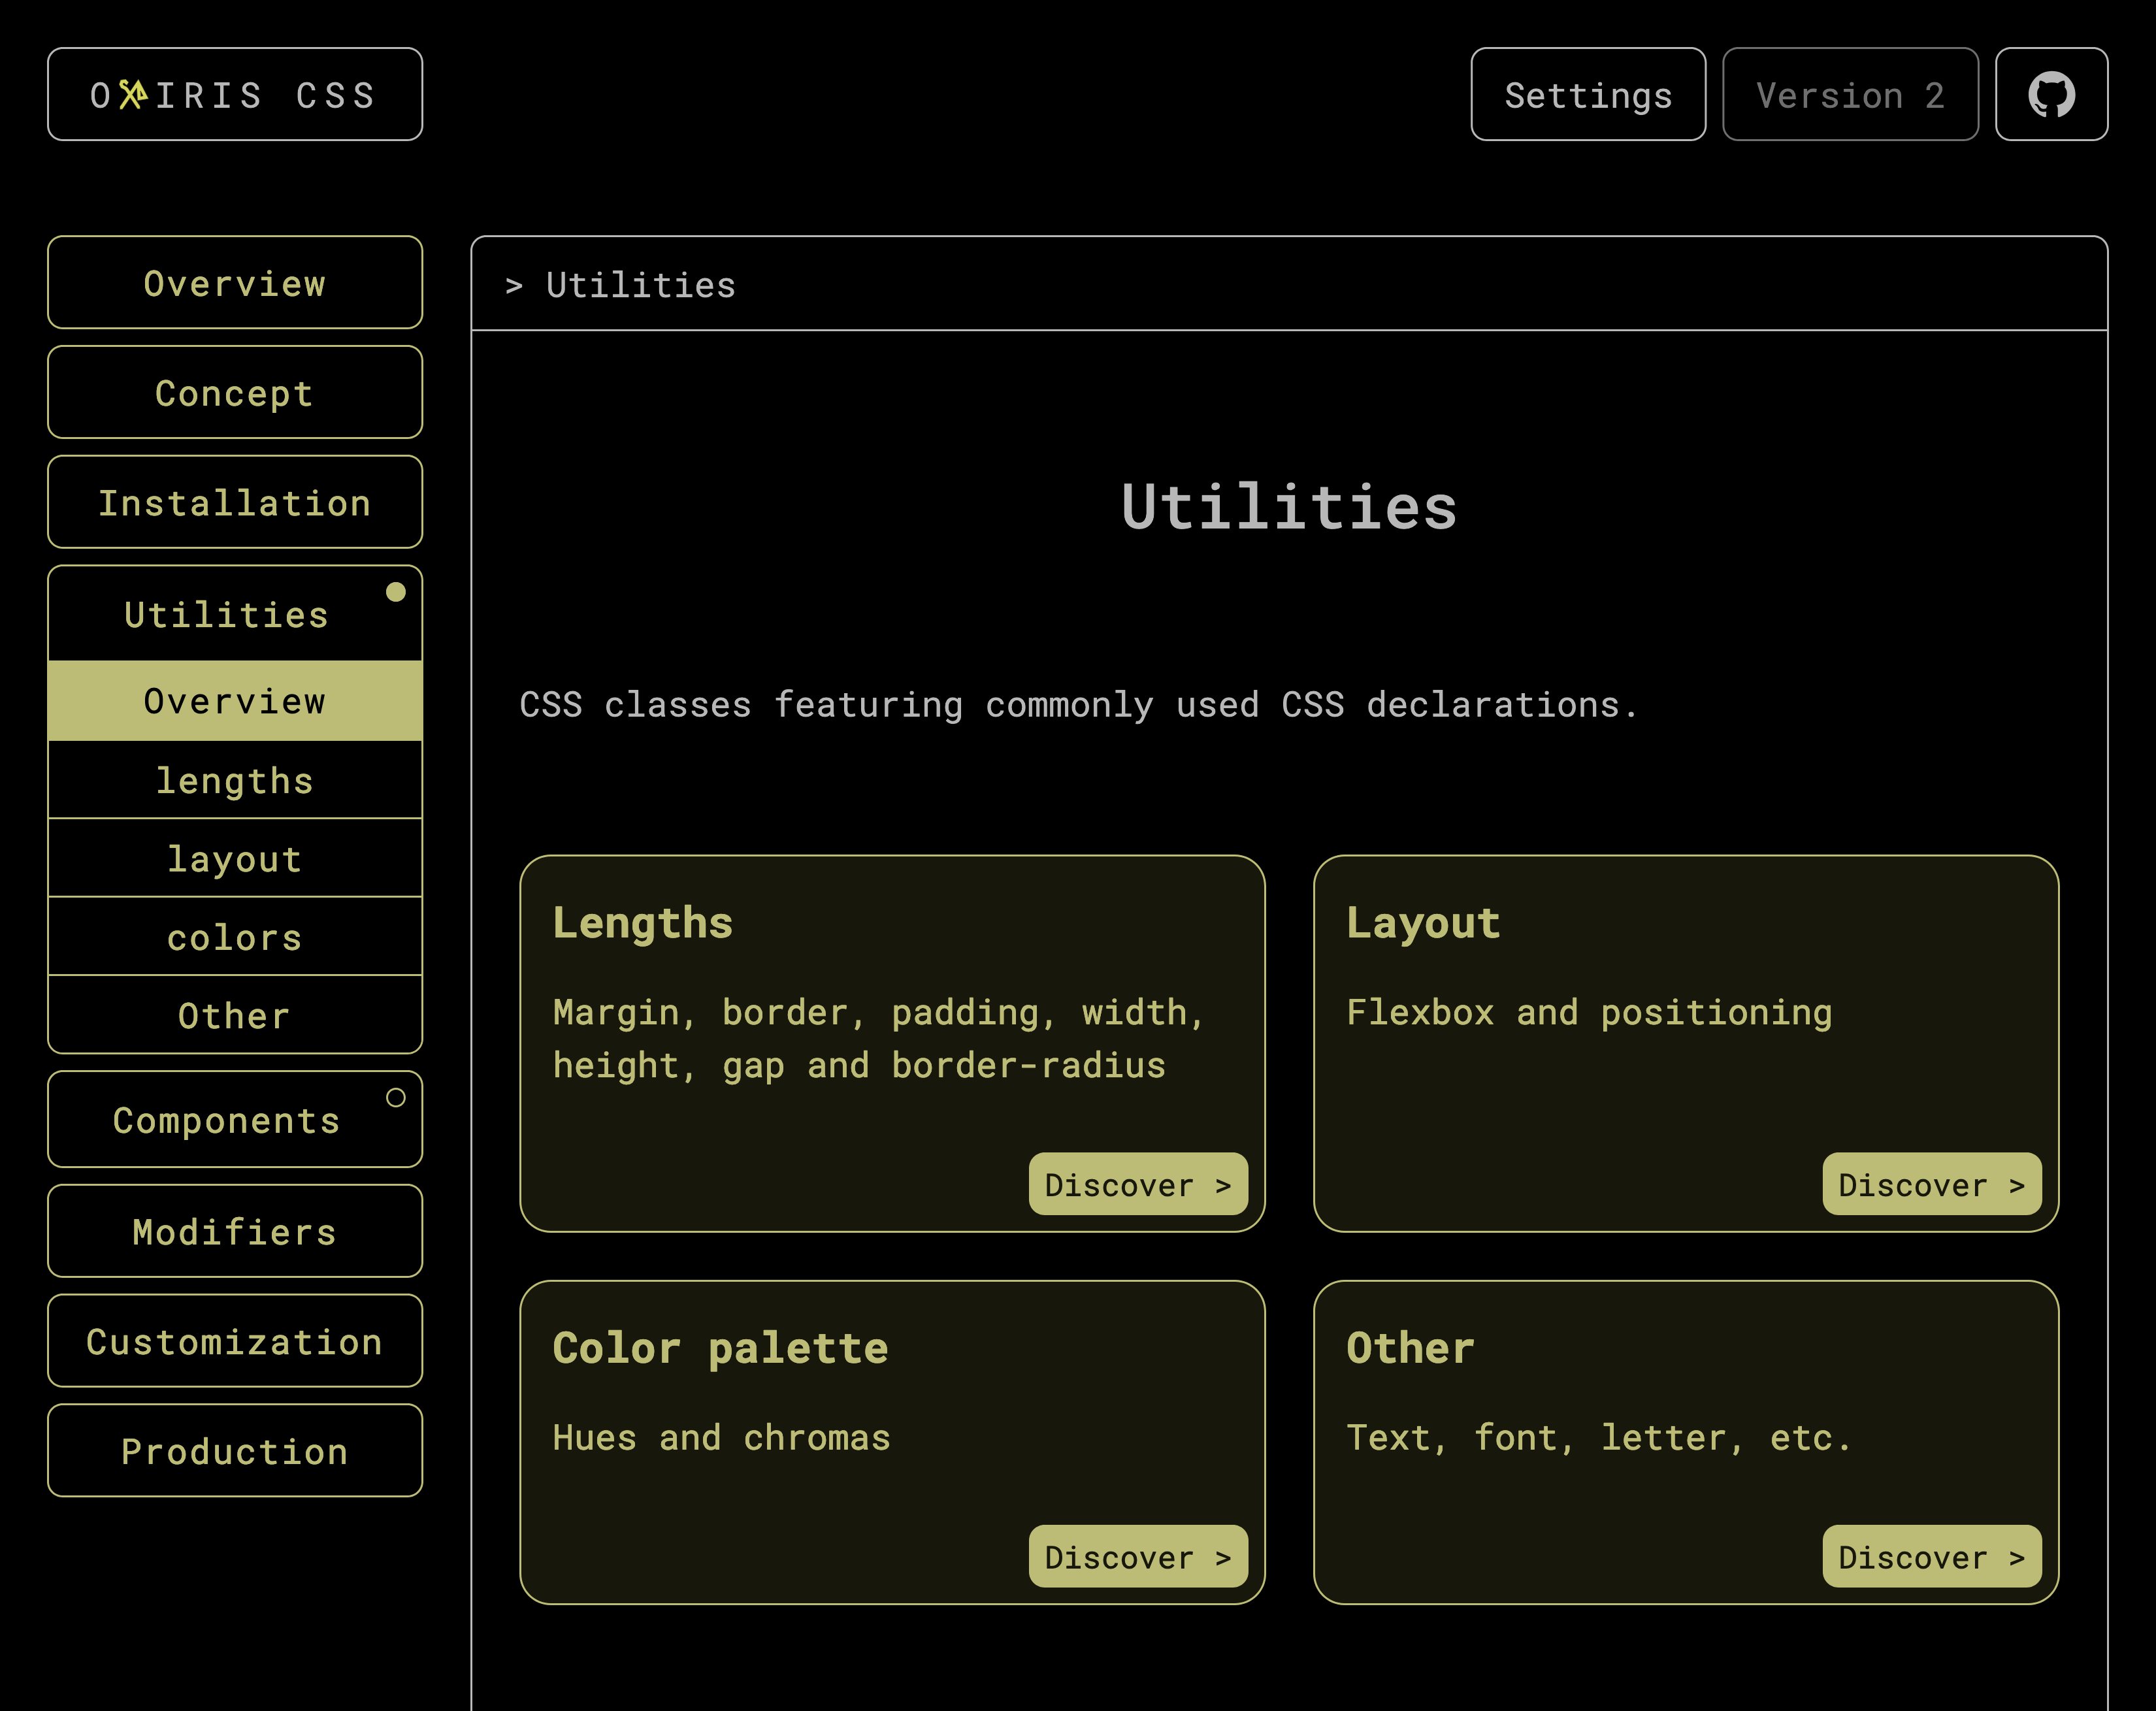 O IRIS CSS
Settings
Version 2
Overview
Concept
Installation
Utilities
Overview
lengths
layout
colors
Other
Components
Modifiers
Customization
Production
> Utilities
Utilities
CSS classes featuring commonly used CSS declarations.
Lengths
Margin, border, padding, width,
height, gap and border-radius
Discover >
Layout
Flexbox and positioning
Discover >
Color palette
Hues and chromas
Discover >
Other
Text, font, letter, etc.
Discover >